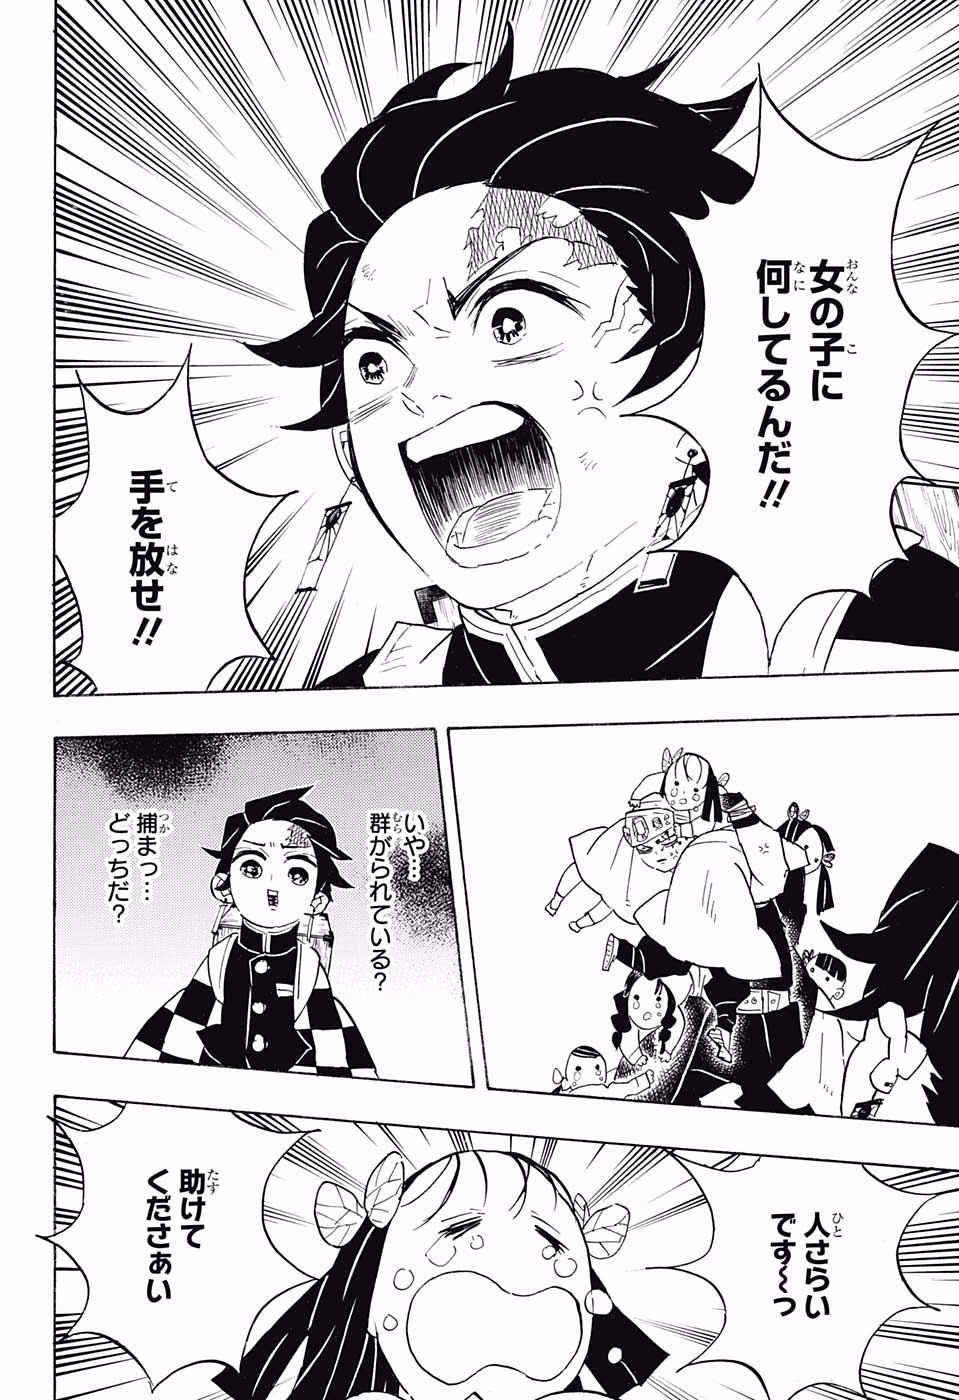 女の子に
何してるんだ!!
手を放せ!!
いや…
群がられている?
捕まっ…
どっちだ?
人さらい
です〜っ
助けて
くださぁい